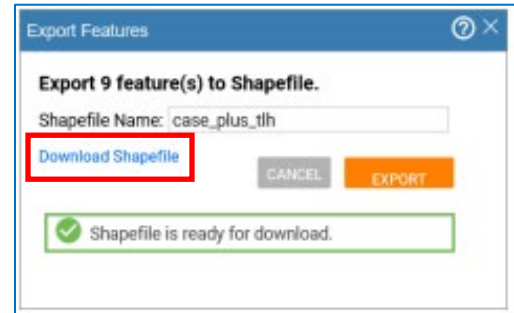 Export Features
Export 9 feature(s) to Shapefile.
Shapefile Name: case_plus_tlh
Download Shapefile
CANCEL EXPORT
Shapefile is ready for download.